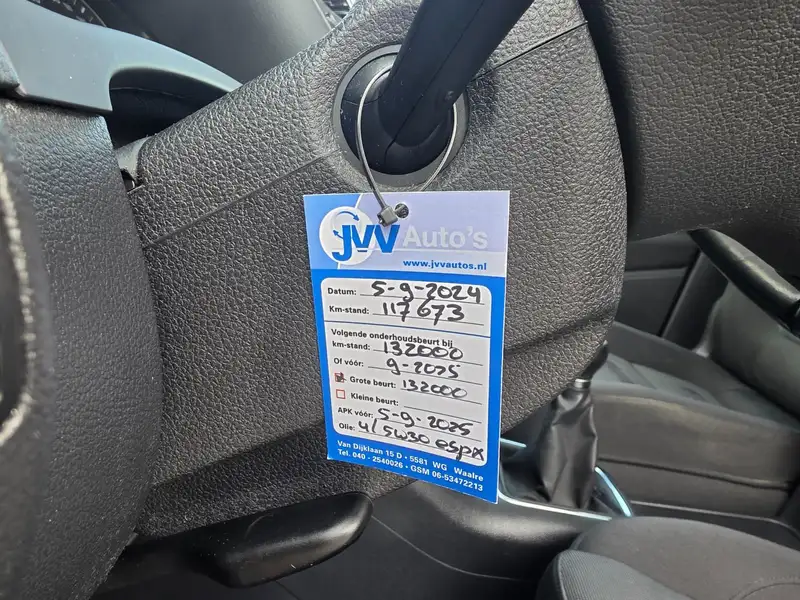 JVV Auto's
www.jvvautos.nl
Datum: 5-9-2024
Km-stand: 117673
Volgende onderhoudsbeurt bij
km-stand: 132000
Of vóór: 9-2025
Grote beurt: 132000
Kleine beurt:
APK vóór: 5-9-2025
Olie: 4/5W30
Van Dijklaan 15 D • 5581 WG Waalre
Tel. 040 - 2540026 • GSM 06-53472213